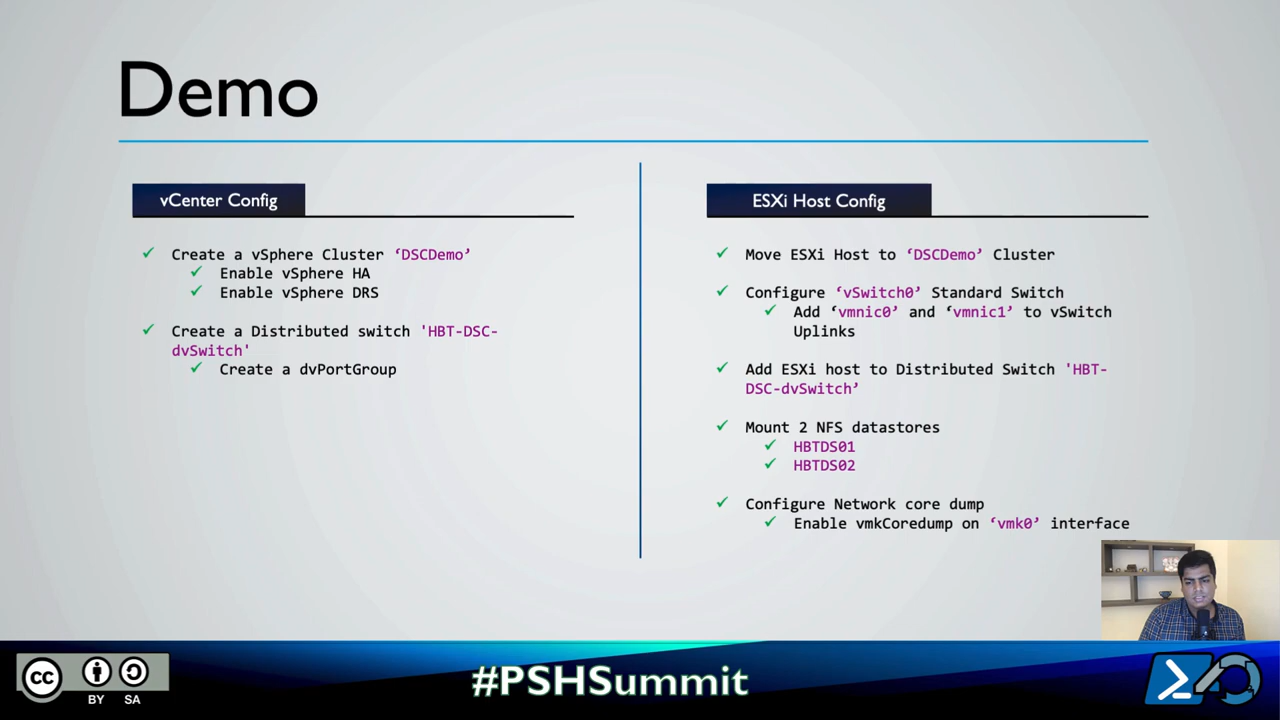 Demo
vCenter Config
Create a vSphere Cluster ‘DSCDemo’
Enable vSphere HA
Enable vSphere DRS
Create a Distributed switch 'HBT-DSC-
dvSwitch'
Create a dvPortGroup
ESXi Host Config
Move ESXi Host to ‘DSCDemo’ Cluster
Configure ‘vSwitch0’ Standard Switch
Add ‘vmnic0’ and ‘vmnic1’ to vSwitch
Uplinks
Add ESXi host to Distributed Switch 'HBT-
DSC-dvSwitch’
Mount 2 NFS datastores
HBTDS01
HBTDS02
Configure Network core dump
Enable vmkCoredump on ‘vmk0’ interface
cc
BY SA
#PSHSummit